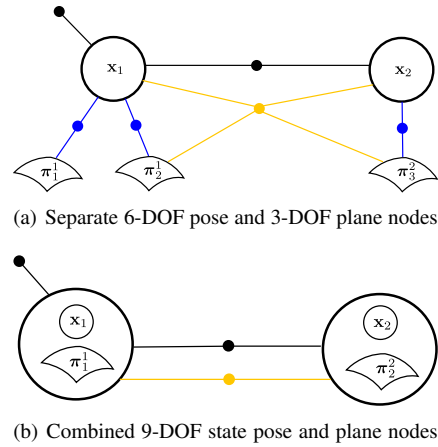 x₁ x₂
π₁¹ π₂¹ π₃²
(a) Separate 6-DOF pose and 3-DOF plane nodes
x₁ x₂
π₁¹ π₂²
(b) Combined 9-DOF state pose and plane nodes